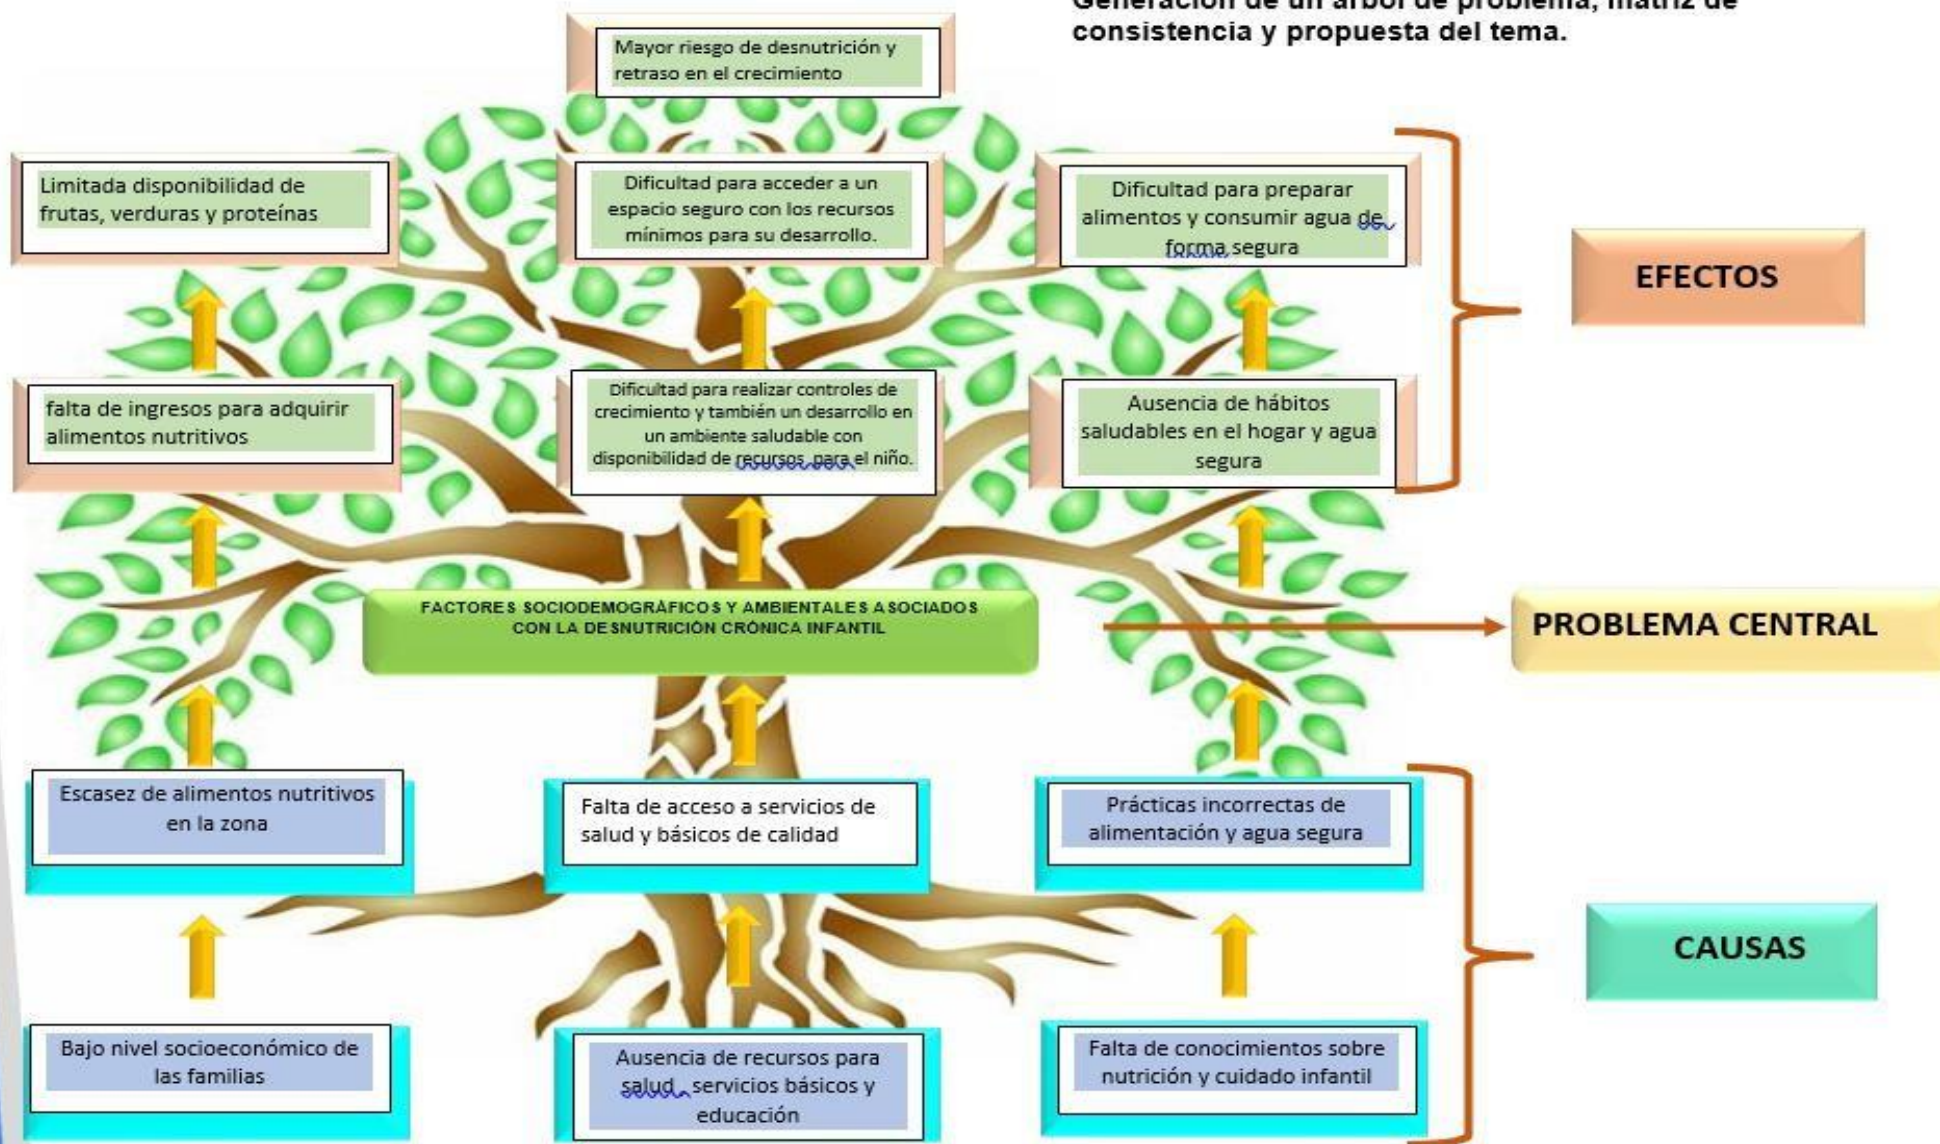 Generación de un árbol de problema, matriz de
consistencia y propuesta del tema.
Mayor riesgo de desnutrición y
retraso en el crecimiento
Limitada disponibilidad de
frutas, verduras y proteínas
Dificultad para acceder a un
espacio seguro con los recursos
mínimos para su desarrollo.
Dificultad para preparar
alimentos y consumir agua de
forma segura
EFECTOS
falta de ingresos para adquirir
alimentos nutritivos
Dificultad para realizar controles de
crecimiento y también un desarrollo en
un ambiente saludable con
disponibilidad de recursos para el niño.
Ausencia de hábitos
saludables en el hogar y agua
segura
FACTORES SOCIODEMOGRÁFICOS Y AMBIENTALES ASOCIADOS
CON LA DESNUTRICIÓN CRÓNICA INFANTIL
PROBLEMA CENTRAL
Escasez de alimentos nutritivos
en la zona
Falta de acceso a servicios de
salud y básicos de calidad
Prácticas incorrectas de
alimentación y agua segura
CAUSAS
Bajo nivel socioeconómico de
las familias
Ausencia de recursos para
salud servicios básicos y
educación
Falta de conocimientos sobre
nutrición y cuidado infantil